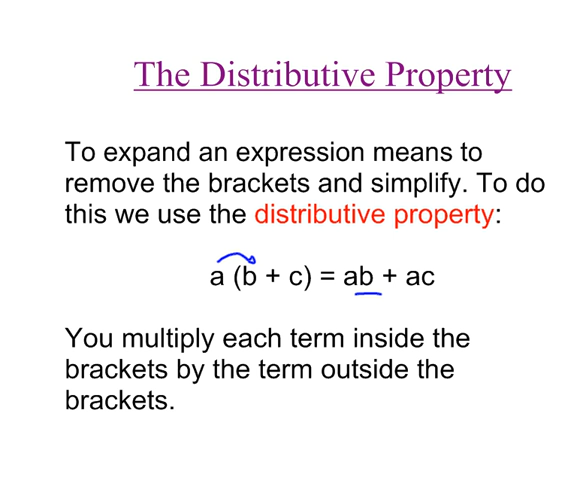 The Distributive Property
To expand an expression means to
remove the brackets and simplify. To do
this we use the distributive property:
a (b + c) = ab + ac
You multiply each term inside the
brackets by the term outside the
brackets.